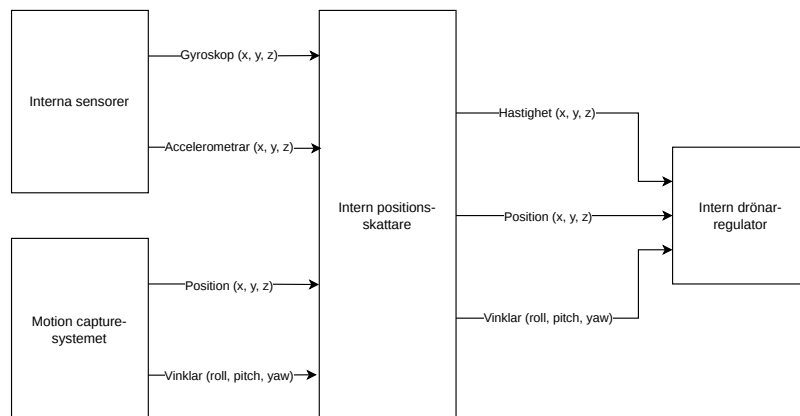 Gyroskop (x, y, z)
Interna sensorer
Accelerometrar (x, y, z)
Hastighet (x, y, z)
Intern positions-
skattare
Position (x, y, z)
Intern drönar-
regulator
Position (x, y, z)
Motion capture-
systemet
Vinklar (roll, pitch, yaw)
Vinklar (roll, pitch, yaw)